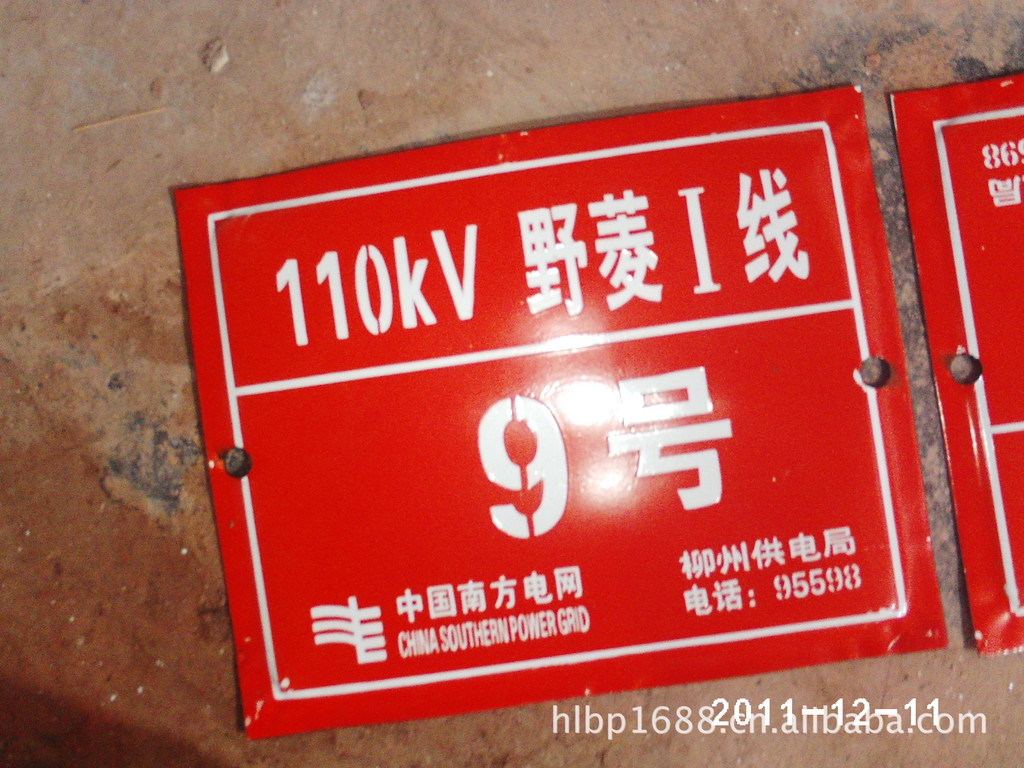 110kV 野菱I线
9号
中国南方电网
CHINA SOUTHERN POWER GRID
柳州供电局
电话：95598
869
2011-12-11
hlbp1688.cn.alibaba.com